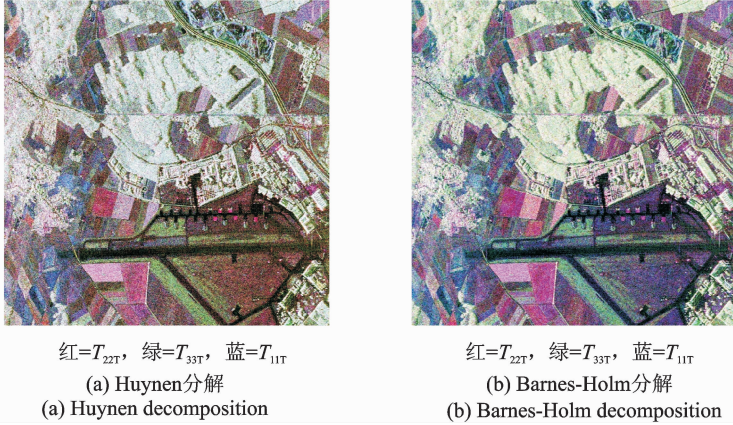 红=T22T，绿=T33T，蓝=T11T
(a) Huynen分解
(a) Huynen decomposition
红=T22T，绿=T33T，蓝=T11T
(b) Barnes-Holm分解
(b) Barnes-Holm decomposition